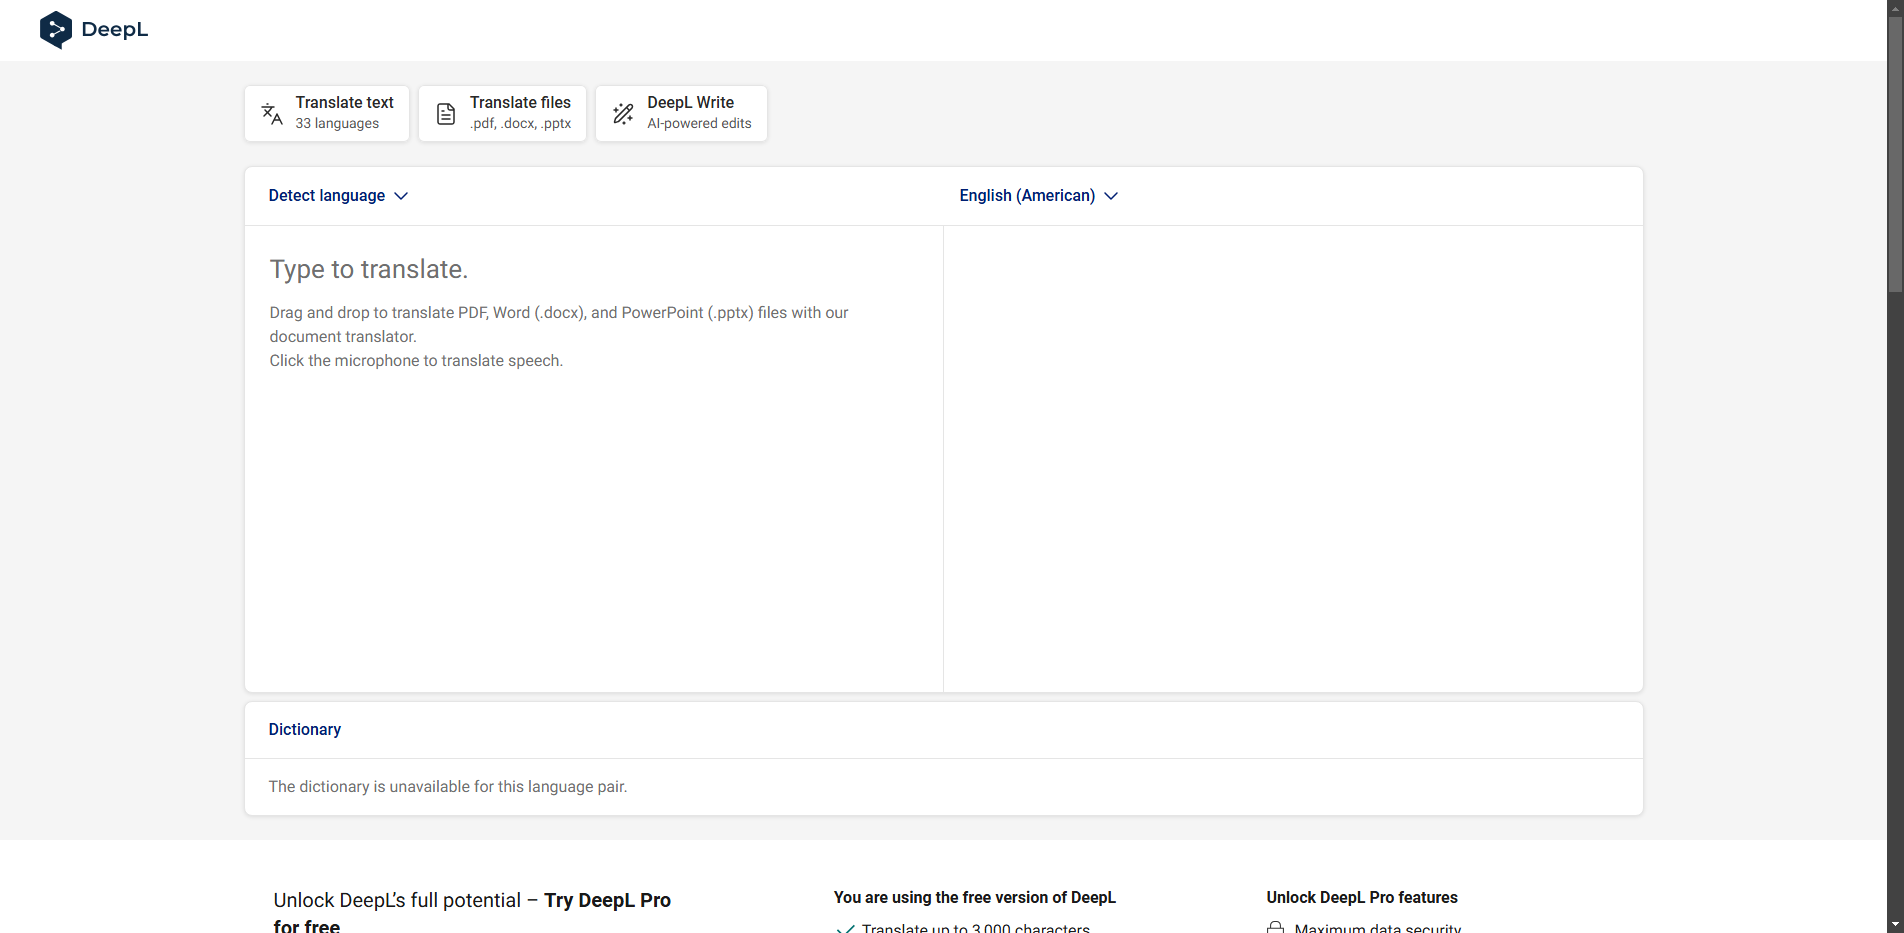 DeepL
Translate text
33 languages
Translate files
.pdf, .docx, .pptx
DeepL Write
AI-powered edits
Detect language
English (American)
Type to translate.
Drag and drop to translate PDF, Word (.docx), and PowerPoint (.pptx) files with our
document translator.
Click the microphone to translate speech.
Dictionary
The dictionary is unavailable for this language pair.
Unlock DeepL's full potential – Try DeepL Pro
for free
You are using the free version of DeepL
Translate up to 3,000 characters
Unlock DeepL Pro features
Maximum data security